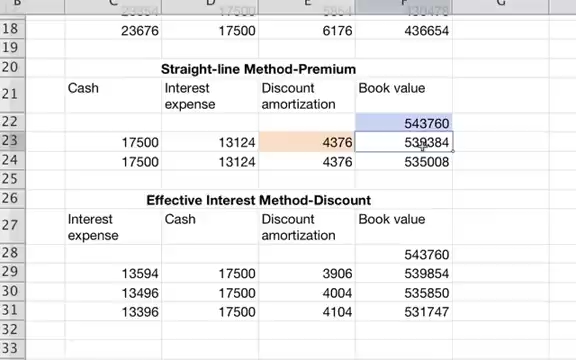 B C D E F G
18 23676 17500 6176 436654
19
20 Straight-line Method-Premium
21 Cash Interest expense Discount amortization Book value
22 543760
23 17500 13124 4376 539384
24 17500 13124 4376 535008
25
26 Effective Interest Method-Discount
27 Interest expense Cash Discount amortization Book value
28 543760
29 13594 17500 3906 539854
30 13496 17500 4004 535850
31 13396 17500 4104 531747
32
33